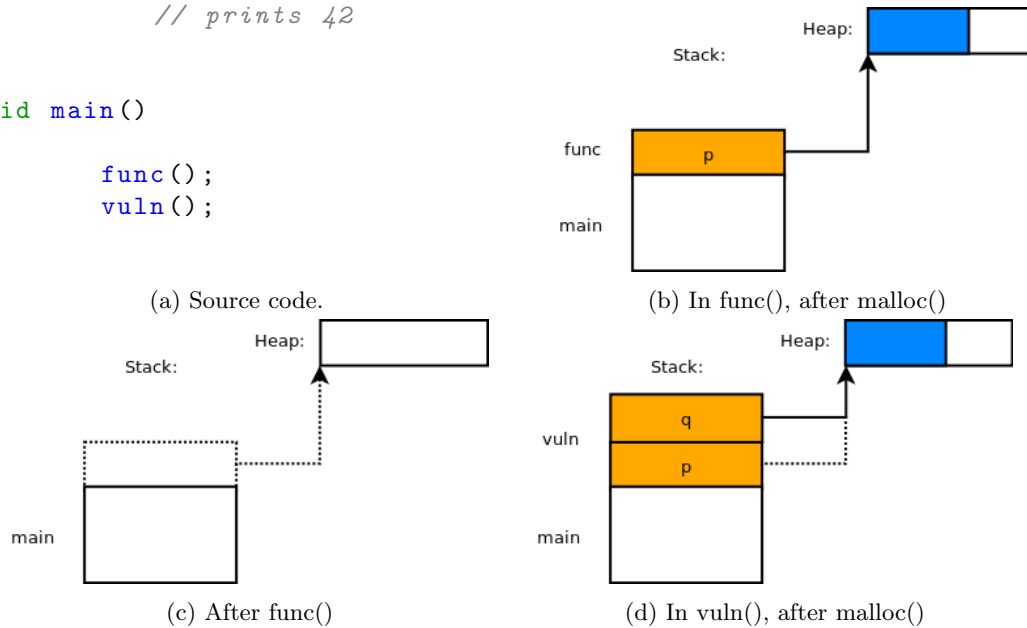 // prints 42
id main()
func();
vuln();
(a) Source code.
Heap:
Stack:
func
p
main
(b) In func(), after malloc()
Heap:
Stack:
main
(c) After func()
Heap:
Stack:
q
vuln
p
main
(d) In vuln(), after malloc()